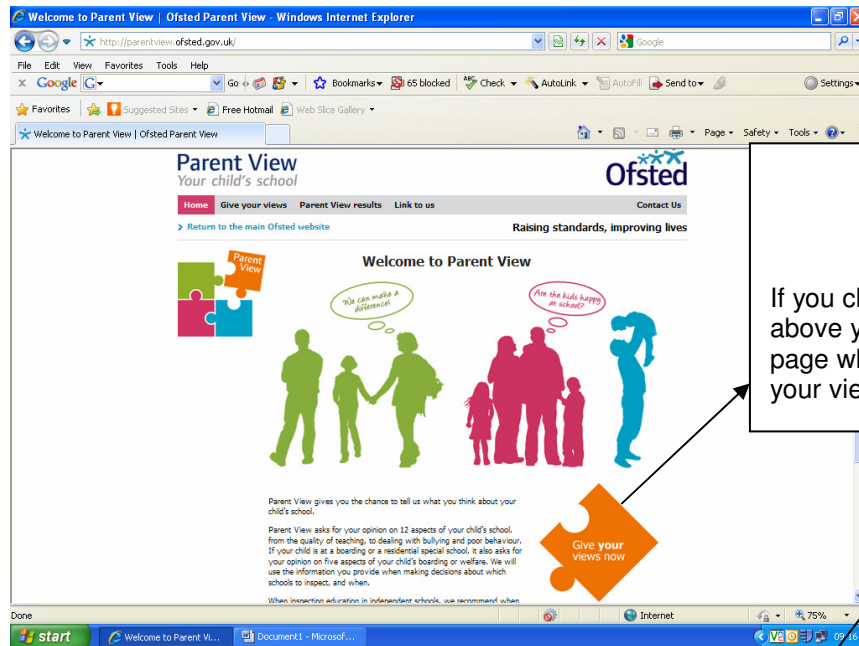 Welcome to Parent View | Ofsted Parent View - Windows Internet Explorer
http://parentview.ofsted.gov.uk/
Google
File Edit View Favorites Tools Help
x Google G Go Bookmarks 65 blocked Check AutoLink AutoFill Send to Settings
Favorites Suggested Sites Free Hotmail Web Slice Gallery
Welcome to Parent View | Ofsted Parent View Page Safety Tools
Parent View
Your child's school
Ofsted
Home Give your views Parent View results Link to us Contact Us
Return to the main Ofsted website Raising standards, improving lives
Parent
View
Welcome to Parent View
We can make a
difference!
Are the kids happy
at school?
If you cl
above y
page wh
your vie
Parent View gives you the chance to tell us what you think about your
child's school.
Parent View asks for your opinion on 12 aspects of your child's school,
from the quality of teaching, to dealing with bullying and poor behaviour.
If your child is at a boarding or a residential special school, it also asks for
your opinion on five aspects of your child's boarding or welfare. We will
use the information you provide when making decisions about which
schools to inspect, and when.
When inspecting education in independent schools, we recommend when
Give your
views now
Done Internet 75%
start Welcome to Parent Vi... Document1 - Microsof... 09:16